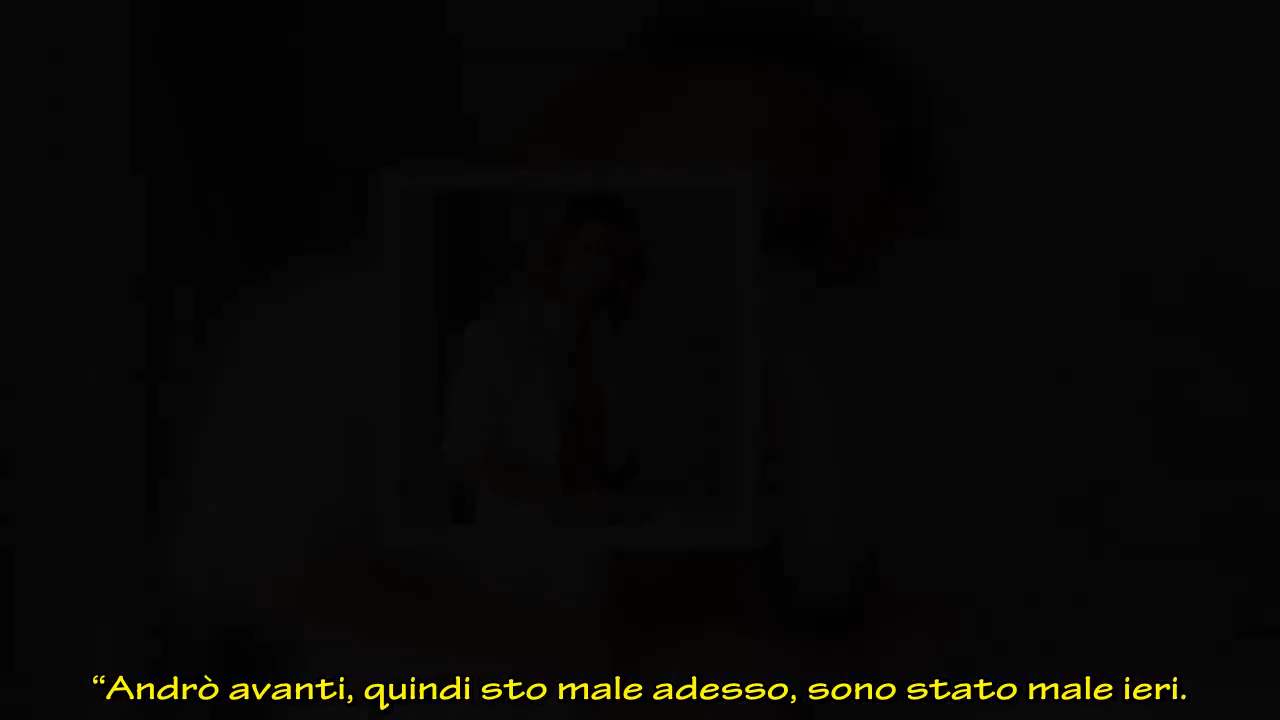 “Andrò avanti, quindi sto male adesso, sono stato male ieri.